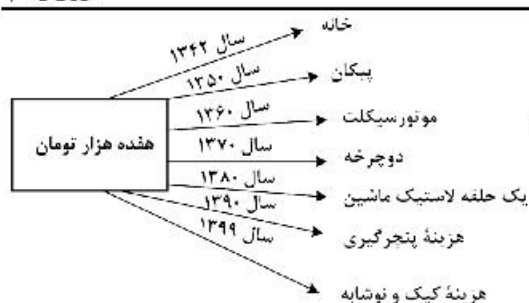 خانه
سال ۱۳۴۲
پیکان
سال ۱۳۵۰
موتورسیکلت
سال ۱۳۶۰
هفده هزار تومان
سال ۱۳۷۰
دوچرخه
سال ۱۳۸۰
یک حلقه لاستیک ماشین
سال ۱۳۹۰
هزینهٔ پنچرگیری
سال ۱۳۹۹
هزینهٔ کیک و نوشابه